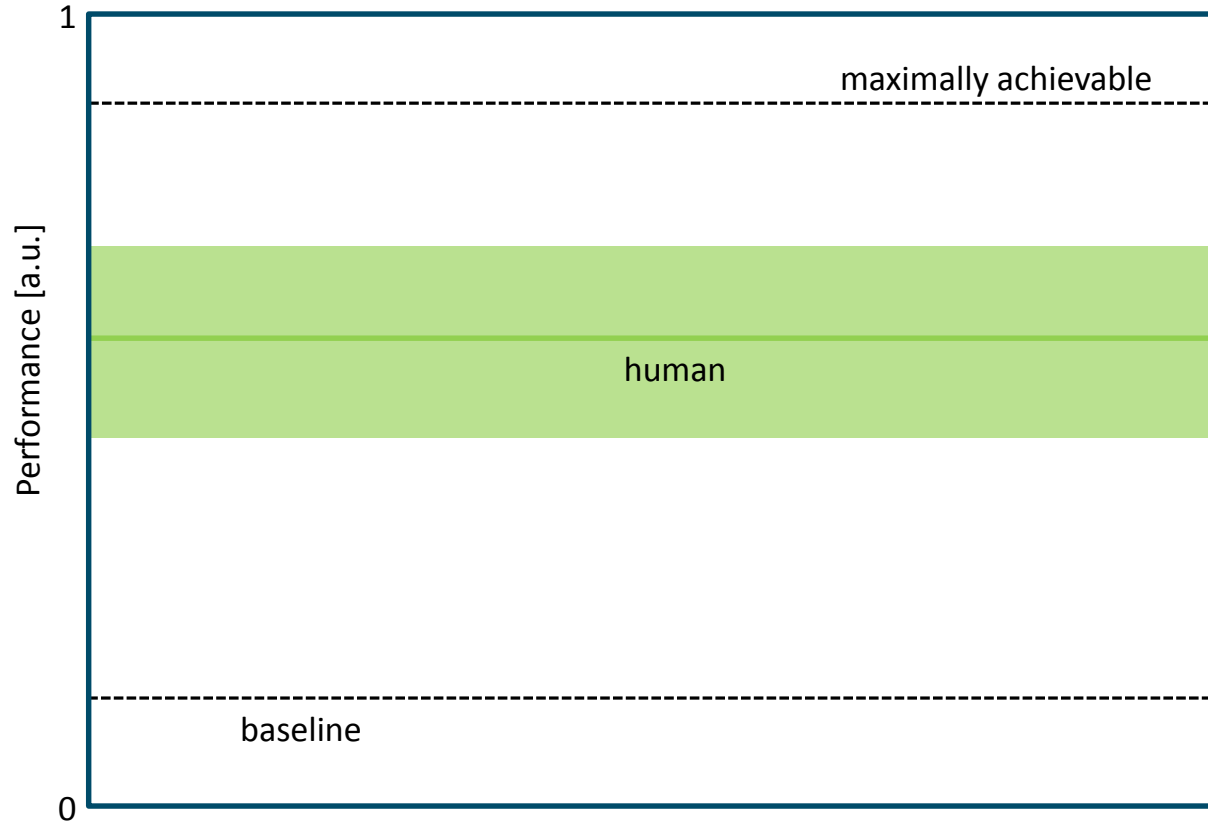 1
maximally achievable
Performance [a.u.]
human
baseline
0